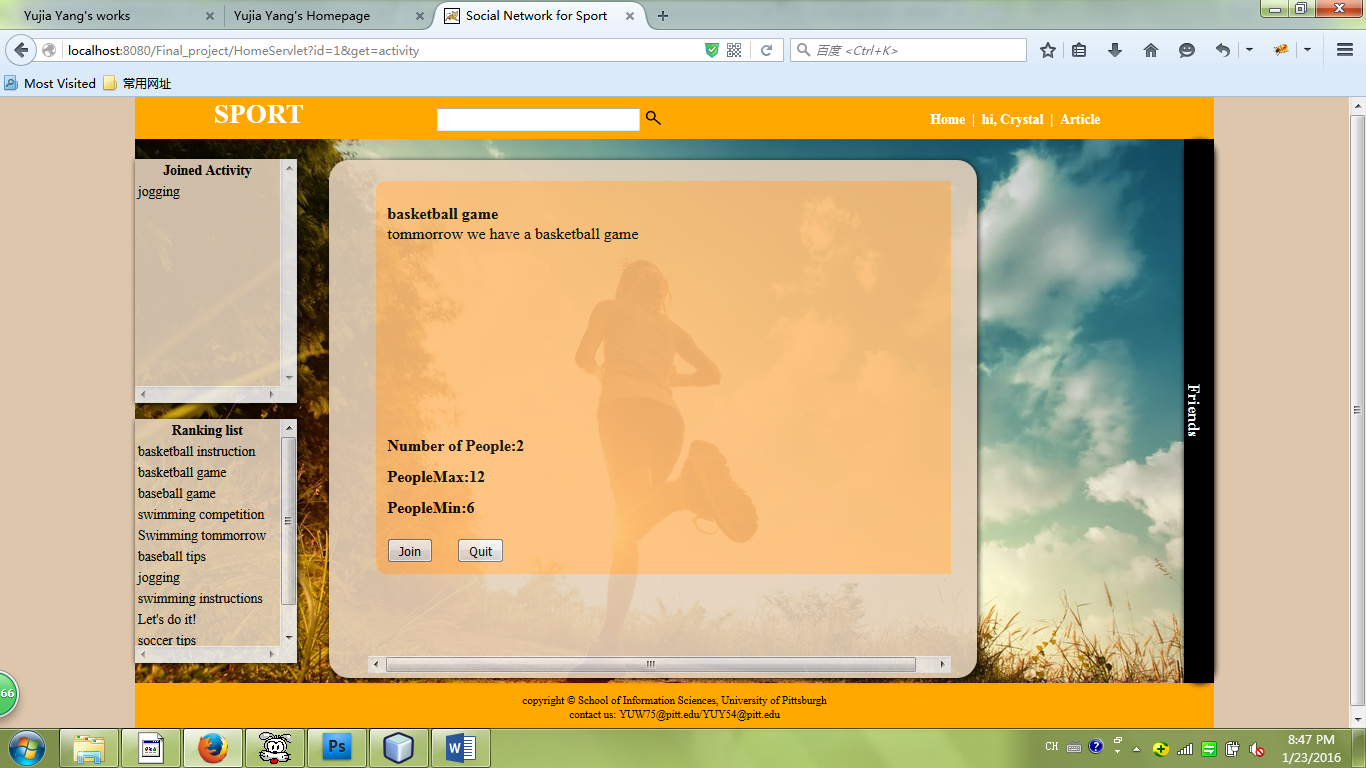 Yujia Yang's works
Yujia Yang's Homepage
Social Network for Sport
localhost:8080/Final_project/HomeServlet?id=1&get=activity
百度 <Ctrl+K>
Most Visited
常用网址
SPORT
Home | hi, Crystal | Article
Joined Activity
jogging
Ranking list
basketball instruction
basketball game
baseball game
swimming competition
Swimming tommorrow
baseball tips
jogging
swimming instructions
Let's do it!
soccer tips
basketball game
tommorrow we have a basketball game
Number of People:2
PeopleMax:12
PeopleMin:6
Join
Quit
Friends
copyright © School of Information Sciences, University of Pittsburgh
contact us: YUW75@pitt.edu/YUY54@pitt.edu
66
Ps
W
CH
8:47 PM
1/23/2016